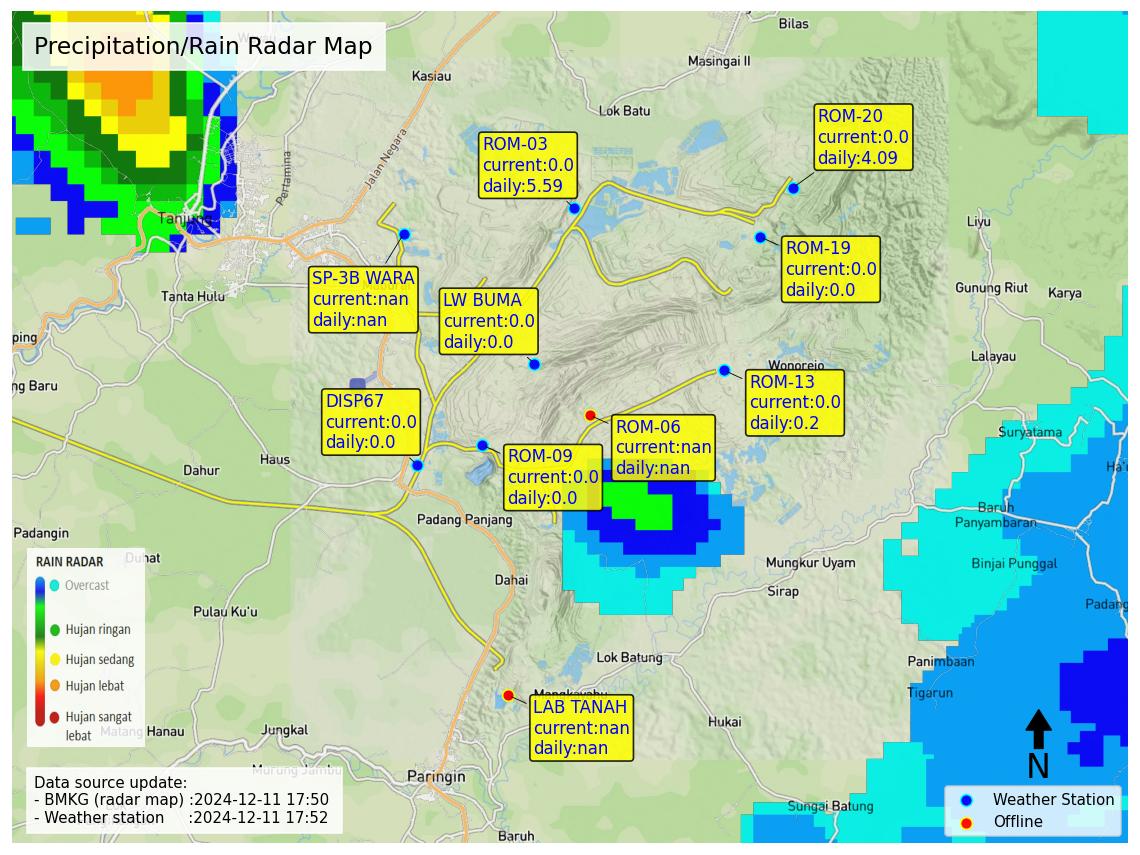 Precipitation/Rain Radar Map
Bilas
Masingai II
Kasiau
Lok Batu
Jalan Negara
Pertamina
ROM-20
current:0.0
daily:4.09
ROM-03
current:0.0
daily:5.59
Tanjung
Liyu
ROM-19
current:0.0
daily:0.0
SP-3B WARA
current:nan
daily:nan
LW BUMA
current:0.0
daily:0.0
Tanta Hulu
Gunung Riut
Karya
ping
Lalayau
Wonorejo
ng Baru
ROM-13
current:0.0
daily:0.2
DISP67
current:0.0
daily:0.0
ROM-06
current:nan
daily:nan
Suryatama
ROM-09
current:0.0
daily:0.0
Haus
Dahur
Ha'u
Baruh
Panyambaran
Padang Panjang
Padangin
Duhat
Mungkur Uyam
Binjai Punggal
Dahai
Sirap
Padang
Pulau Ku'u
RAIN RADAR
Overcast
Hujan ringan
Hujan sedang
Hujan lebat
Hujan sangat
lebat
Lok Batung
Panimbaan
Tigarun
Mangkayahu
LAB TANAH
current:nan
daily:nan
Hukai
Matang Hanau
Jungkal
Murung Jambu
Paringin
N
Data source update:
- BMKG (radar map) :2024-12-11 17:50
- Weather station :2024-12-11 17:52
Sungai Batung
Baruh
Weather Station
Offline